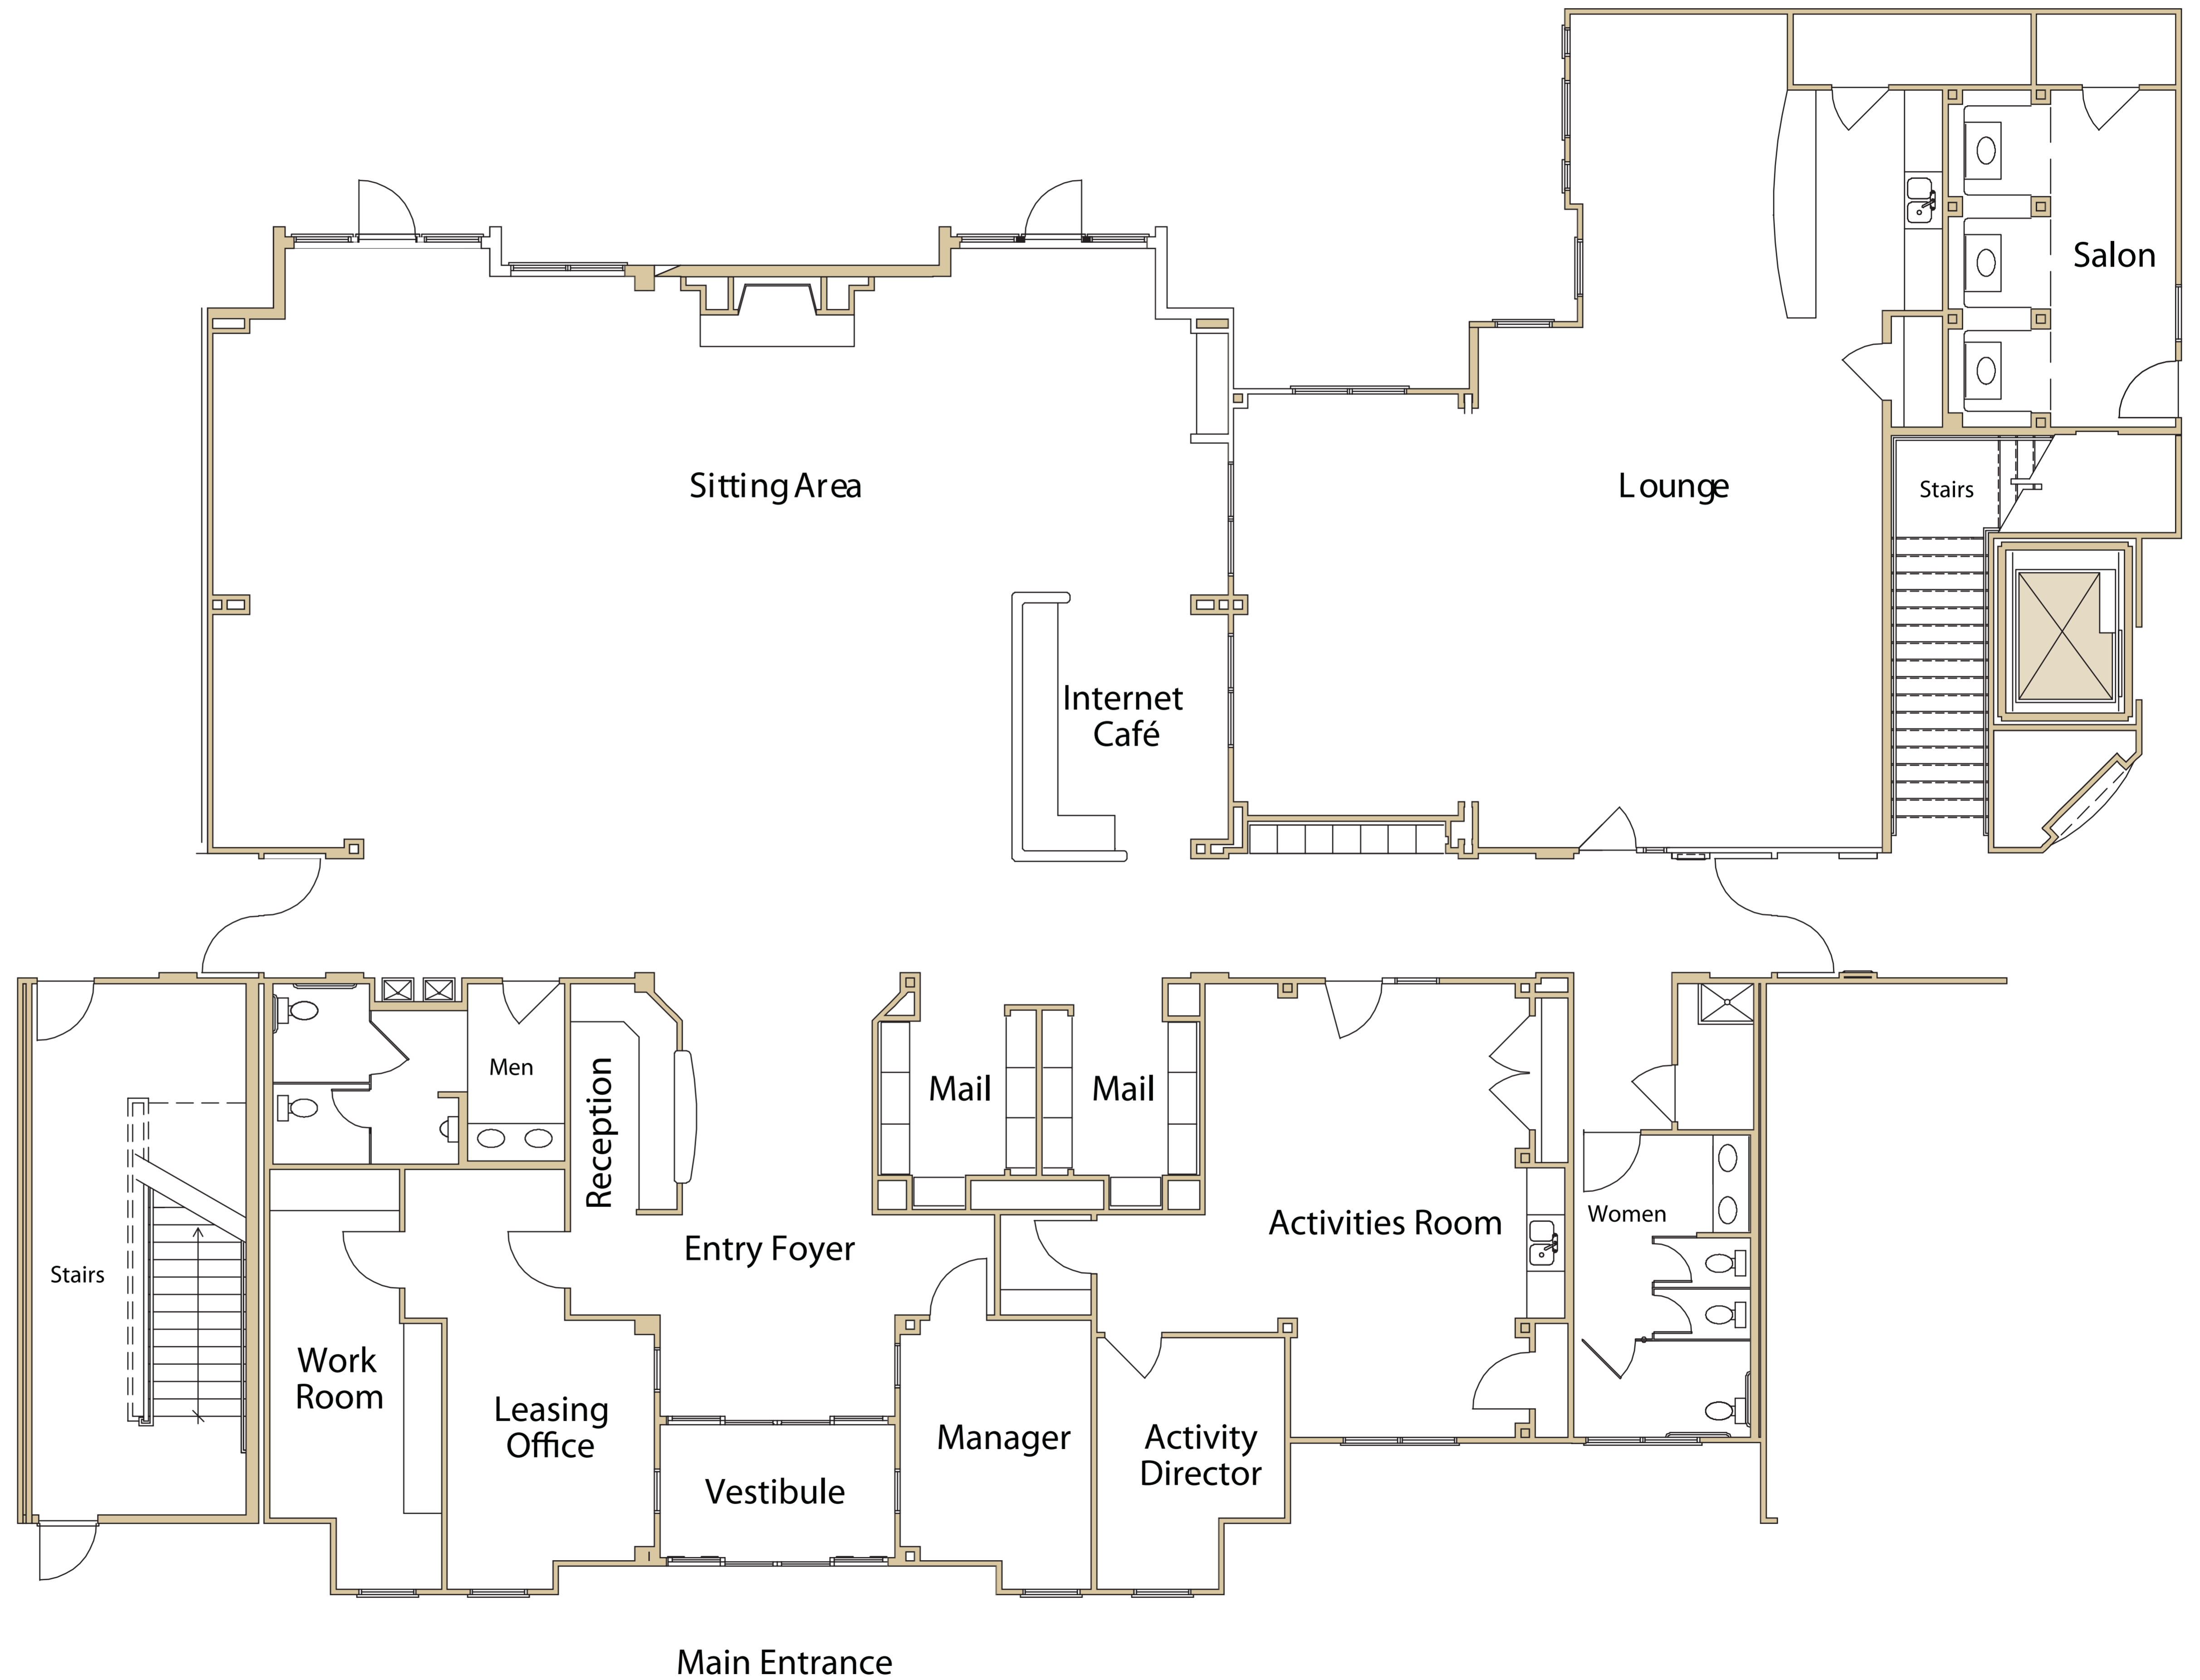 Salon
Sitting Area
Lounge
Stairs
Internet
Café
Men
Reception
Mail
Mail
Activities Room
Women
Entry Foyer
Stairs
Work
Room
Leasing
Office
Manager
Activity
Director
Vestibule
Main Entrance